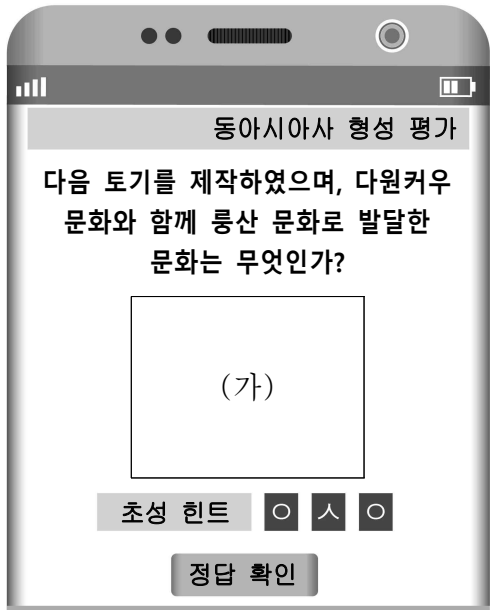 동아시아사 형성 평가
다음 토기를 제작하였으며, 다원커우
문화와 함께 룽산 문화로 발달한
문화는 무엇인가?
(가)
초성 힌트 ㅇ ㅅ ㅇ
정답 확인